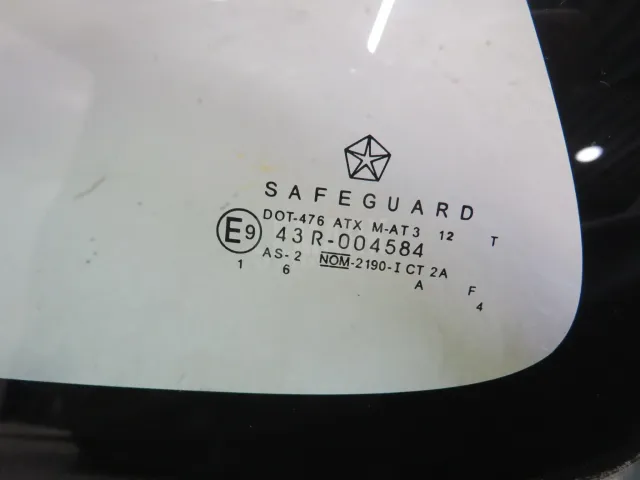 SAFEGUARD
DOT-476 ATX M-AT3 12 T
E9 43R-004584
AS-2 NOM-2190-I CT 2A
1 6 A F 4